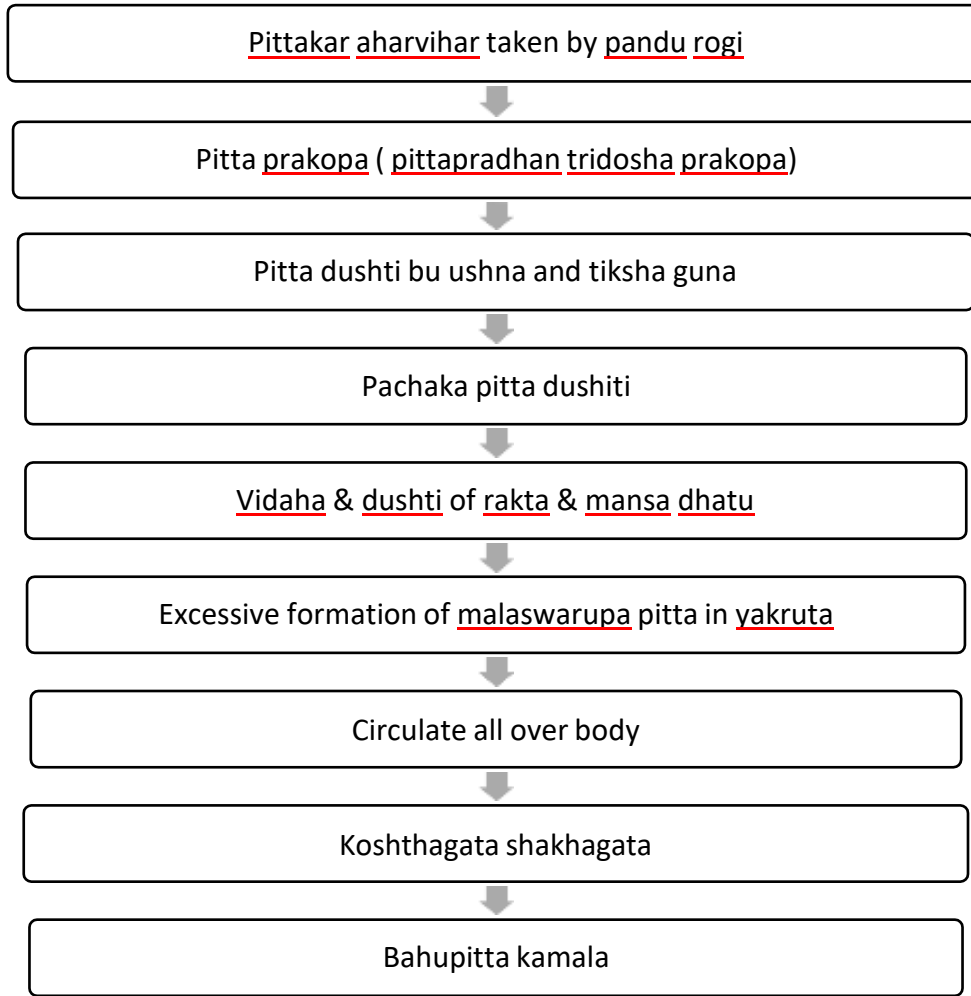 Pittakar aharvihar taken by pandu rogi
Pitta prakopa ( pittapradhan tridosha prakopa)
Pitta dushti bu ushna and tiksha guna
Pachaka pitta dushiti
Vidaha & dushti of rakta & mansa dhatu
Excessive formation of malaswarupa pitta in yakruta
Circulate all over body
Koshthagata shakhagata
Bahupitta kamala